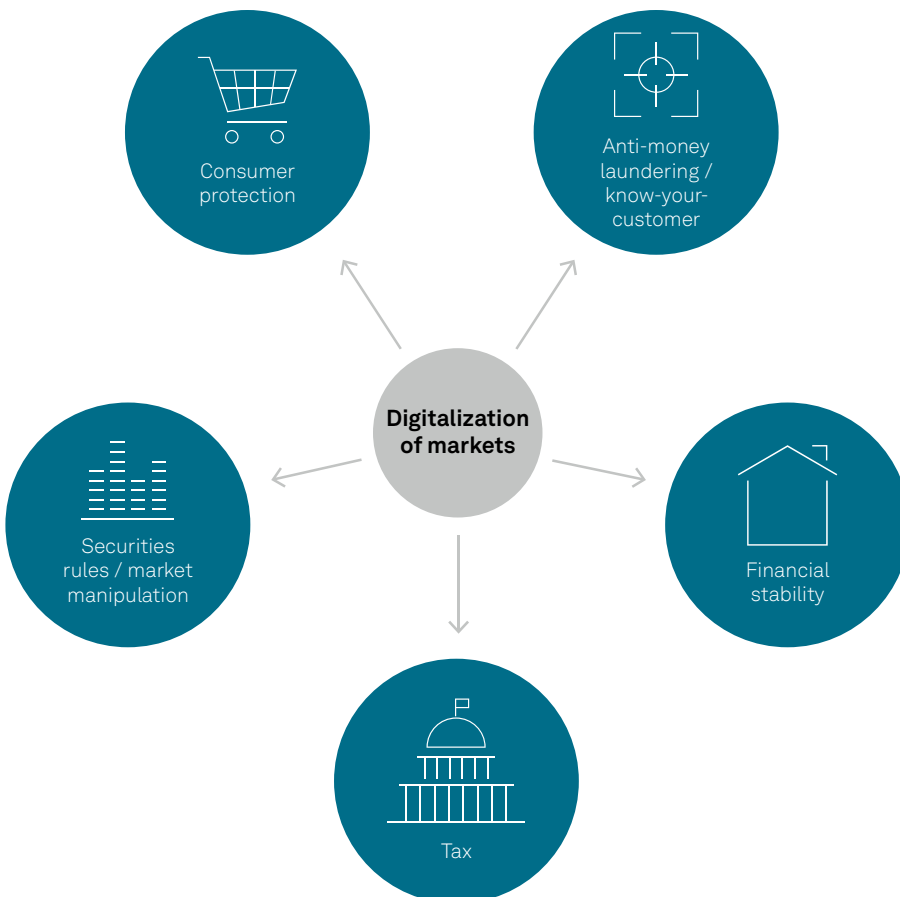 Consumer
protection
Anti-money
laundering /
know-your-
customer
Digitalization
of markets
Securities
rules / market
manipulation
Financial
stability
Tax